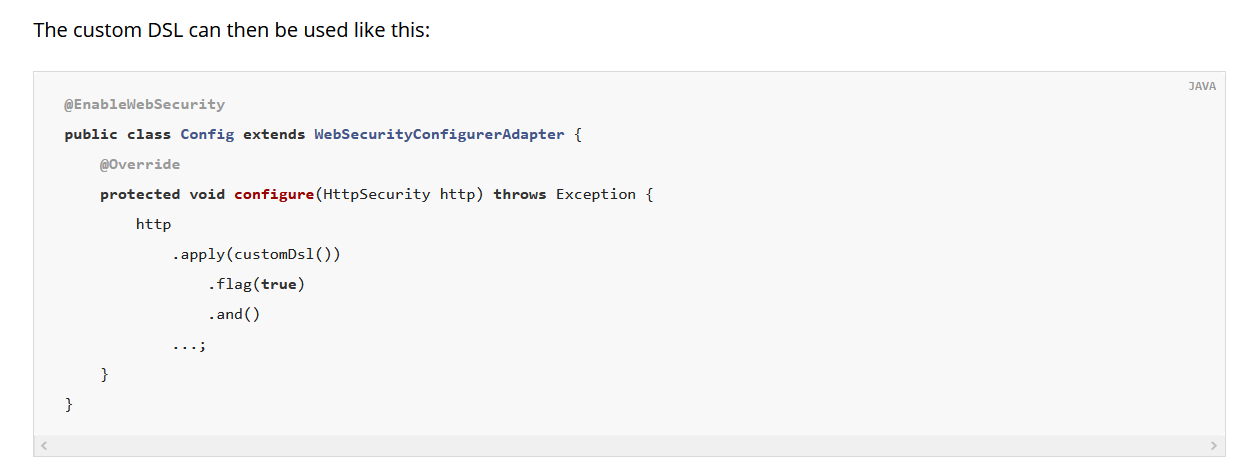 The custom DSL can then be used like this:
JAVA
@EnableWebSecurity
public class Config extends WebSecurityConfigurerAdapter {
    @Override
    protected void configure(HttpSecurity http) throws Exception {
        http
            .apply(customDsl())
                .flag(true)
                .and()
            ...;
    }
}